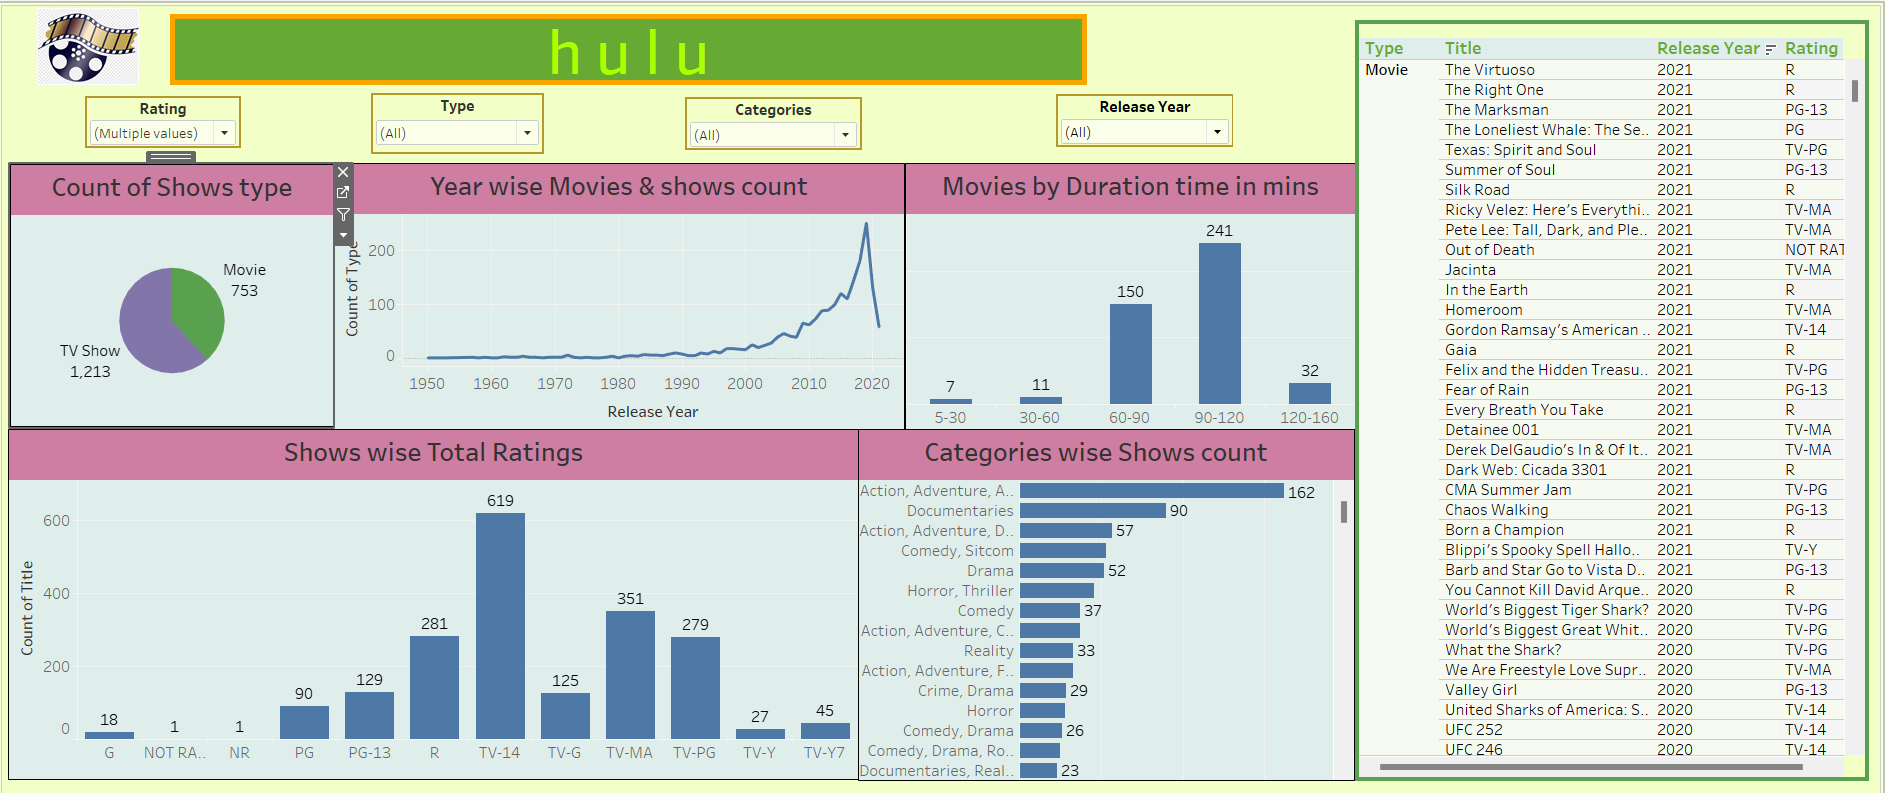 h u l u
Rating
(Multiple values)
Type
(All)
Categories
(All)
Release Year
(All)
Count of Shows type
Movie
753
TV Show
1,213
Year wise Movies & shows count
Count of Type
200
100
0
1950 1960 1970 1980 1990 2000 2010 2020
Release Year
Movies by Duration time in mins
7 11 150 241 32
5-30 30-60 60-90 90-120 120-160
Shows wise Total Ratings
Count of Title
600
400
200
0
18 1 1 90 129 281 619 125 351 279 27 45
G NOT RA.. NR PG PG-13 R TV-14 TV-G TV-MA TV-PG TV-Y TV-Y7
Categories wise Shows count
Action, Adventure, A.. 162
Documentaries 90
Action, Adventure, D.. 57
Comedy, Sitcom
Drama 52
Horror, Thriller
Comedy 37
Action, Adventure, C..
Reality 33
Action, Adventure, F..
Crime, Drama 29
Horror
Comedy, Drama 26
Comedy, Drama, Ro..
Documentaries, Real.. 23
Type Title Release Year Rating
Movie The Virtuoso 2021 R
The Right One 2021 R
The Marksman 2021 PG-13
The Loneliest Whale: The Se.. 2021 PG
Texas: Spirit and Soul 2021 TV-PG
Summer of Soul 2021 PG-13
Silk Road 2021 R
Ricky Velez: Here's Everythi.. 2021 TV-MA
Pete Lee: Tall, Dark, and Ple.. 2021 TV-MA
Out of Death 2021 NOT RAT
Jacinta 2021 TV-MA
In the Earth 2021 R
Homeroom 2021 TV-MA
Gordon Ramsay's American .. 2021 TV-14
Gaia 2021 R
Felix and the Hidden Treasu.. 2021 TV-PG
Fear of Rain 2021 PG-13
Every Breath You Take 2021 R
Detainee 001 2021 TV-MA
Derek DelGaudio's In & Of It.. 2021 TV-MA
Dark Web: Cicada 3301 2021 R
CMA Summer Jam 2021 TV-PG
Chaos Walking 2021 PG-13
Born a Champion 2021 R
Blippi's Spooky Spell Hallo.. 2021 TV-Y
Barb and Star Go to Vista D.. 2021 PG-13
You Cannot Kill David Arque.. 2020 R
World's Biggest Tiger Shark? 2020 TV-PG
World's Biggest Great Whit.. 2020 TV-PG
What the Shark? 2020 TV-PG
We Are Freestyle Love Supr.. 2020 TV-MA
Valley Girl 2020 PG-13
United Sharks of America: S.. 2020 TV-14
UFC 252 2020 TV-14
UFC 246 2020 TV-14